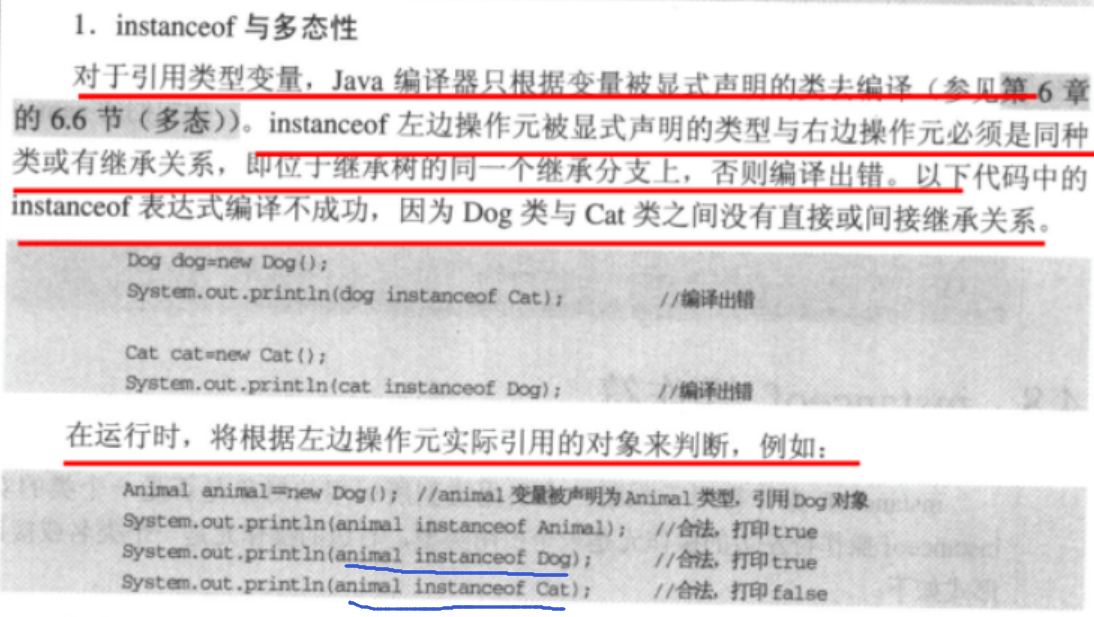 1. instanceof 与多态性
对于引用类型变量，Java 编译器只根据变量被显式声明的类去编译（参见第 6 章
的 6.6 节（多态））。instanceof 左边操作元被显式声明的类型与右边操作元必须是同种
类或有继承关系，即位于继承树的同一个继承分支上，否则编译出错。以下代码中的
instanceof 表达式编译不成功，因为 Dog 类与 Cat 类之间没有直接或间接继承关系。
Dog dog=new Dog();
System.out.println(dog instanceof Cat); //编译出错
Cat cat=new Cat();
System.out.println(cat instanceof Dog); //编译出错
在运行时，将根据左边操作元实际引用的对象来判断，例如：
Animal animal=new Dog(); //animal 变量被声明为 Animal 类型，引用 Dog 对象
System.out.println(animal instanceof Animal); //合法，打印 true
System.out.println(animal instanceof Dog); //合法，打印 true
System.out.println(animal instanceof Cat); //合法，打印 false